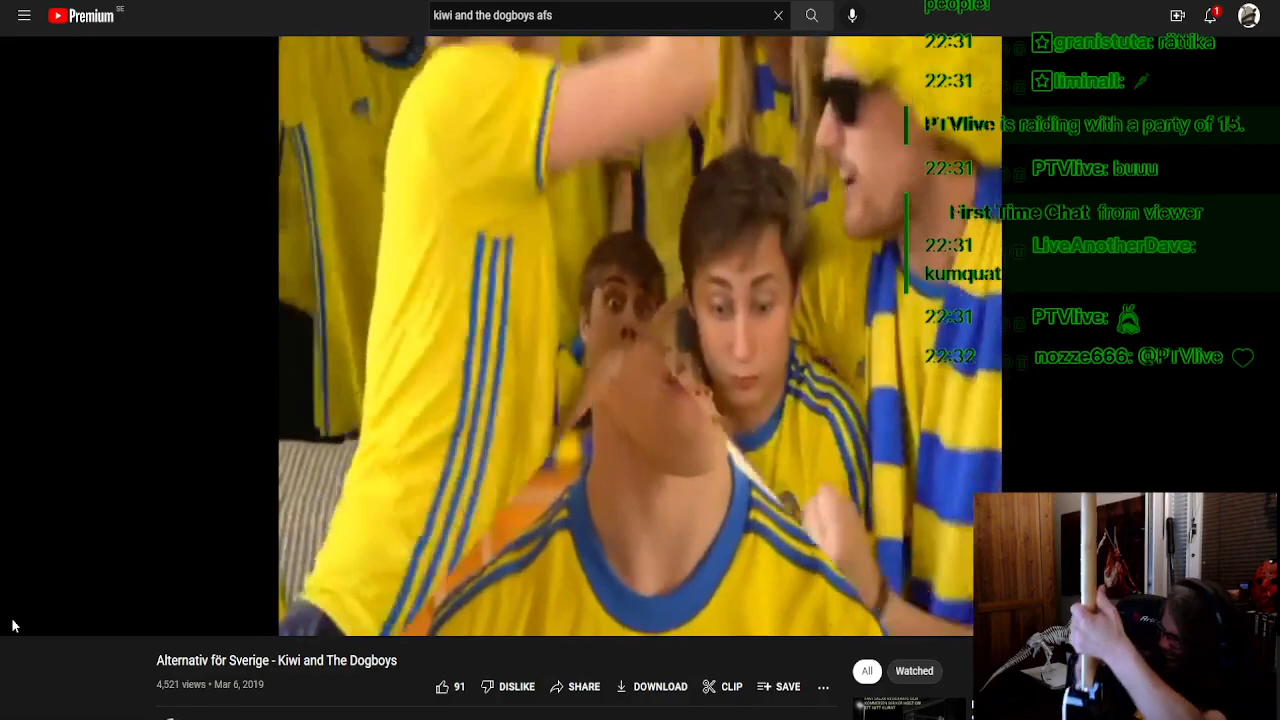 Premium SE
kiwi and the dogboys afs
1
people!
22:31 granistuta: rättika
22:31 liminall:
PTVlive is raiding with a party of 15.
22:31 PTVlive: buuu
First Time Chat from viewer
22:31 LiveAnotherDave:
kumquat
22:31 PTVlive:
22:32 nozze666: @PTVlive
Alternativ för Sverige - Kiwi and The Dogboys
4,521 views • Mar 6, 2019
91 DISLIKE SHARE DOWNLOAD CLIP SAVE ...
All Watched